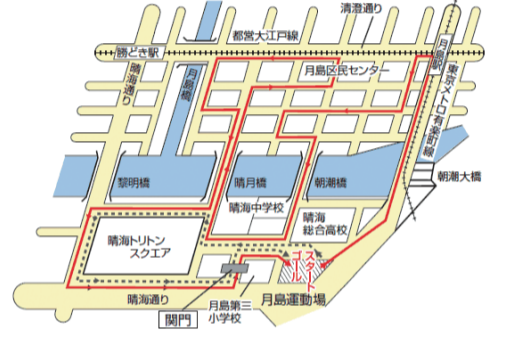 清澄通り
都営大江戸線
勝どき駅
月島駅
月島区民センター
晴海通り
月島橋
東京メトロ有楽町線
朝潮大橋
黎明橋
晴月橋
朝潮橋
晴海中学校
晴海
総合高校
晴海トリトン
スクエア
スタート
ゴール
晴海通り
月島第三
小学校
月島運動場
関門